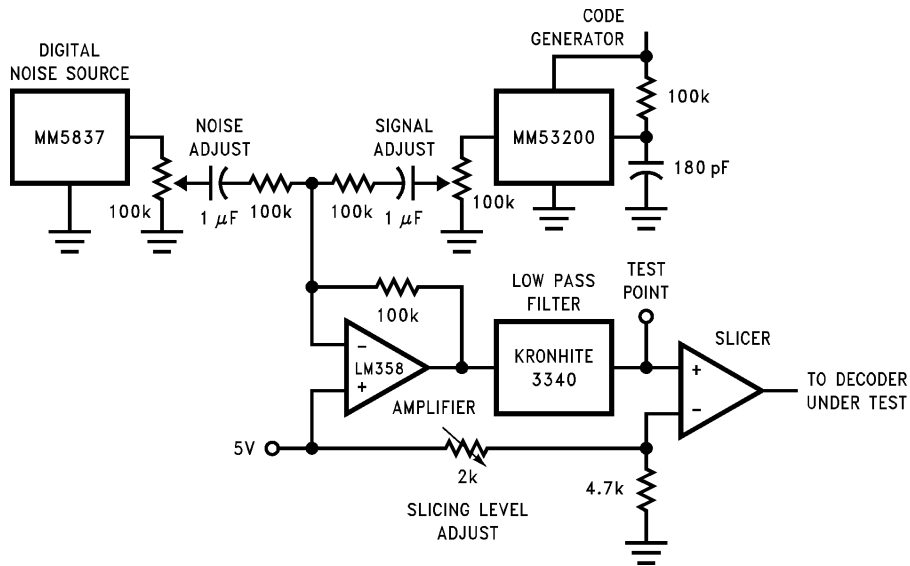 CODE
GENERATOR
DIGITAL
NOISE SOURCE
MM5837
NOISE
ADJUST
SIGNAL
ADJUST
MM53200
100k
180 pF
100k
1 μF
100k
100k
1 μF
100k
LOW PASS
FILTER
TEST
POINT
100k
SLICER
–
LM358
+
KRONHITE
3340
+
–
TO DECODER
UNDER TEST
AMPLIFIER
5V
2k
4.7k
SLICING LEVEL
ADJUST